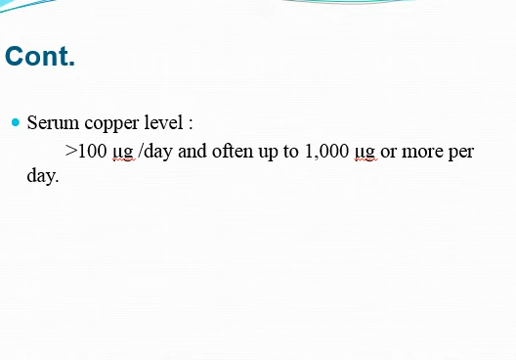 Cont.
Serum copper level :
>100 µg /day and often up to 1,000 µg or more per
day.